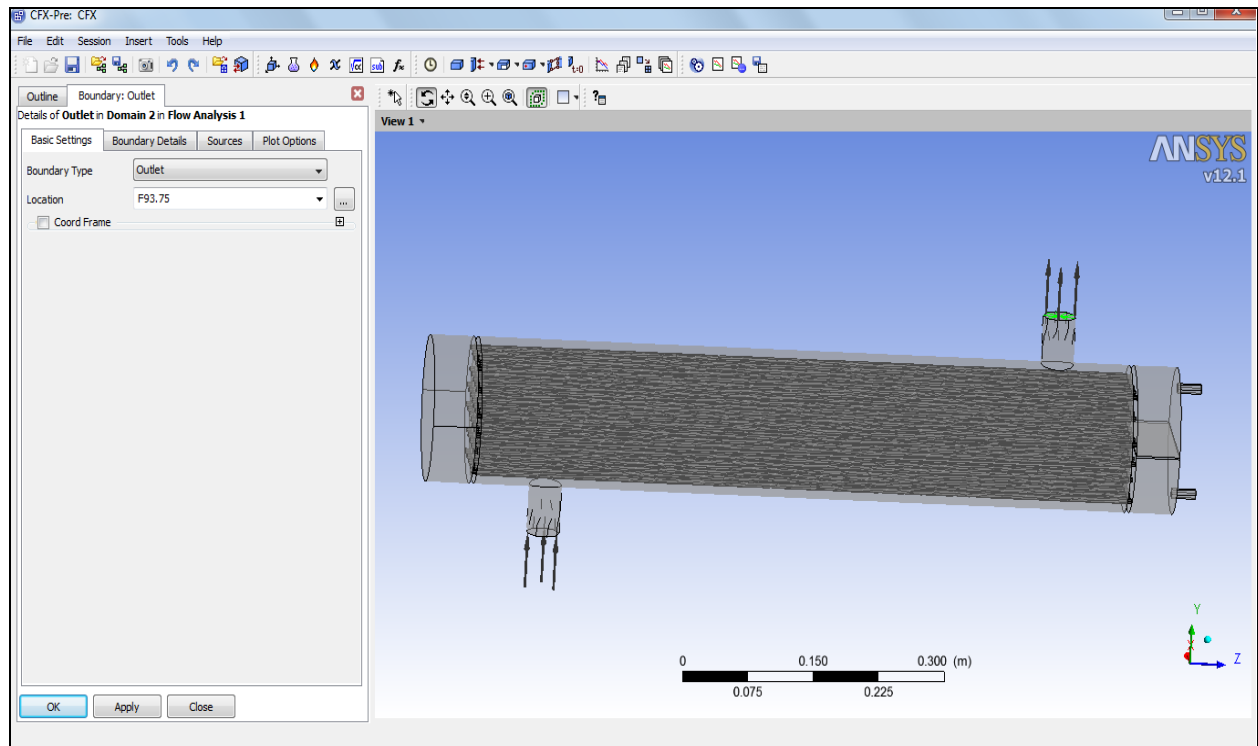 CFX-Pre: CFX
File Edit Session Insert Tools Help
Outline Boundary: Outlet
Details of Outlet in Domain 2 in Flow Analysis 1
Basic Settings Boundary Details Sources Plot Options
Boundary Type Outlet
Location F93.75 ...
Coord Frame
OK Apply Close
View 1
ANSYS
v12.1
Y
X
Z
0 0.150 0.300 (m)
0.075 0.225